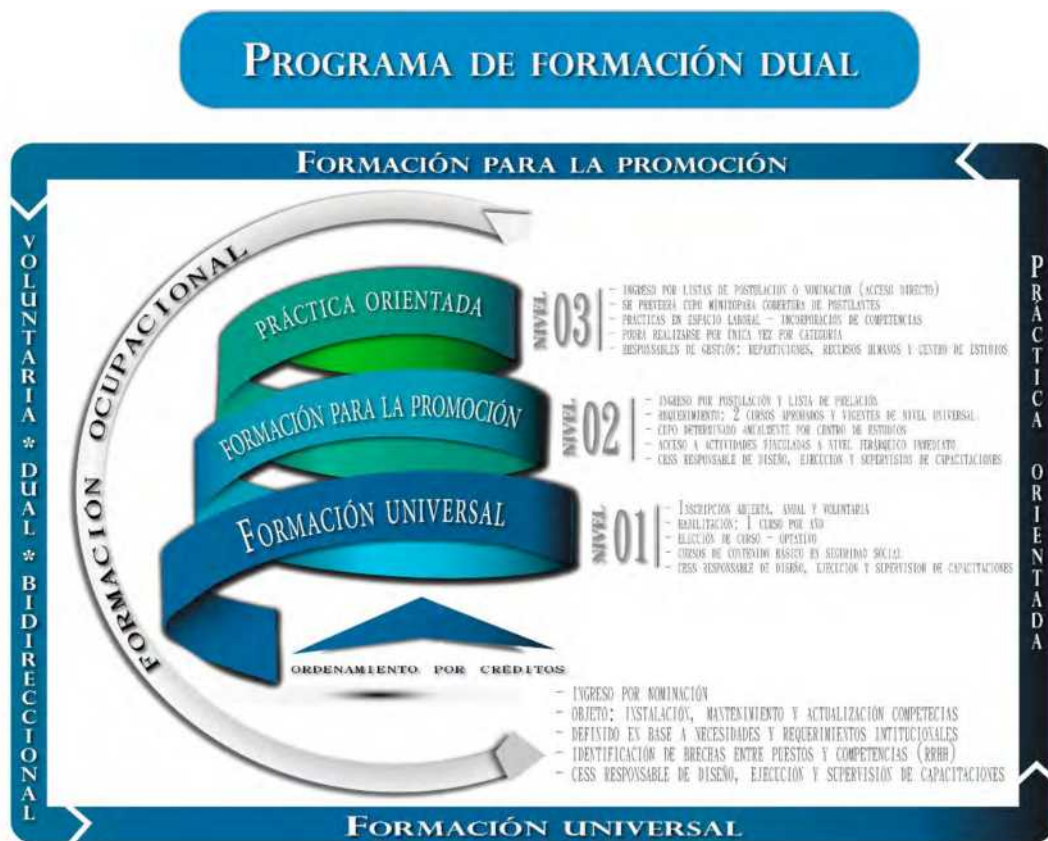 PROGRAMA DE FORMACIÓN DUAL
FORMACIÓN PARA LA PROMOCIÓN
VOLUNTARIA * DUAL * BIDIRECCIONAL
FORMACION OCUPACIONAL
PRÁCTICA ORIENTADA
NIVEL 03
- INGRESO POR LISTAS DE POSTULACIÓN O NOMINACIÓN (ACCESO DIRECTO)
- SE PREVEERÁ CUPO MINIZOPARA COBERTURA DE POSTULANTES
- PRÁCTICAS EN ESPACIO LABORAL – INCORPORACIÓN DE COMPETENCIAS
- PODRA REALIZARSE POR ÚNICA VEZ POR CATEGORÍA
- RESPONSABLES DE GESTIÓN: REPARTICIONES, RECURSOS HUMANOS Y CENTRO DE ESTUDIOS
FORMACIÓN PARA LA PROMOCIÓN
NIVEL 02
- INGRESO POR POSTULACIÓN Y LISTA DE PRELACIÓN
- REQUERIMIENTO: 2 CURSOS APROBADOS Y VIGENTES DE NIVEL UNIVERSAL
- CUPO DETERMINADO ANUALMENTE POR CENTRO DE ESTUDIOS
- ACCESO A ACTIVIDADES VINCULADAS A NIVEL JERÁRQUICO INMEDIATO
- CESS RESPONSABLE DE DISEÑO, EJECUCIÓN Y SUPERVISIÓN DE CAPACITACIONES
FORMACIÓN UNIVERSAL
NIVEL 01
- INSCRIPCIÓN ABIERTA, ANUAL Y VOLUNTARIA
- HABILITACIÓN: 1 CURSO POR AÑO
- ELECCIÓN DE CURSO – OPTATIVO
- CURSOS DE CONTENIDO BÁSICO EN SEGURIDAD SOCIAL
- CESS RESPONSABLE DE DISEÑO, EJECUCIÓN Y SUPERVISIÓN DE CAPACITACIONES
ORDENAMIENTO POR CRÉDITOS
- INGRESO POR NOMINACIÓN
- OBJETO: INSTALACIÓN, MANTENIMIENTO Y ACTUALIZACIÓN COMPETECIAS
- DEFINIDO EN BASE A NECESIDADES Y REQUERIMIENTOS INTITUCIONALES
- IDENTIFICACIÓN DE BRECHAS ENTRE PUESTOS Y COMPETENCIAS (RRHH)
- CESS RESPONSABLE DE DISEÑO, EJECUCIÓN Y SUPERVISIÓN DE CAPACITACIONES
PRÁCTICA ORIENTADA
FORMACIÓN UNIVERSAL